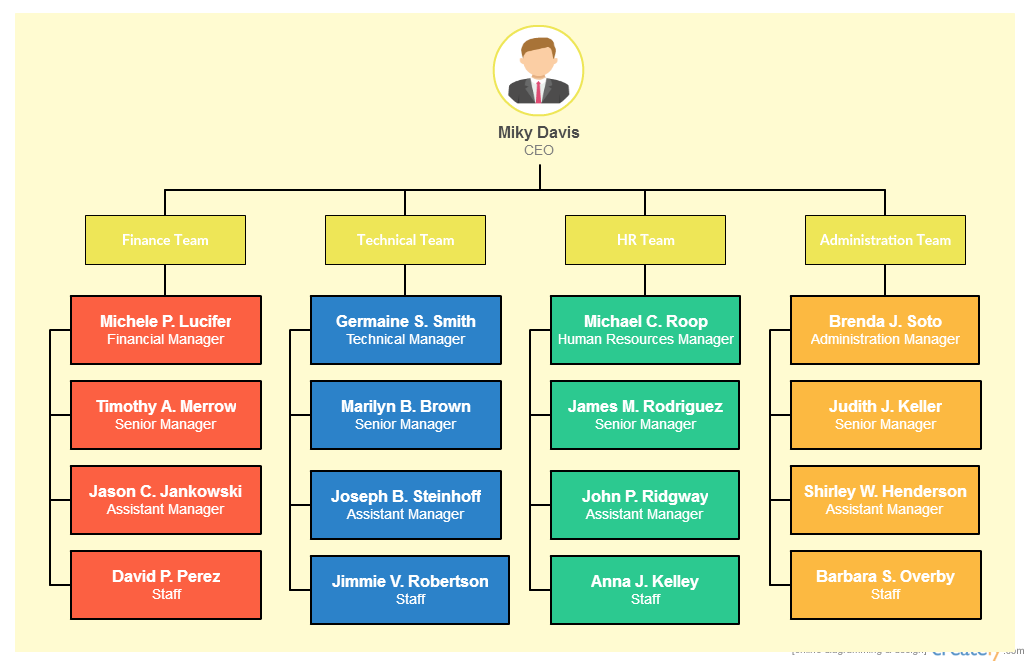 Miky Davis
CEO
Finance Team
Technical Team
HR Team
Administration Team
Michele P. Lucifer
Financial Manager
Germaine S. Smith
Technical Manager
Michael C. Roop
Human Resources Manager
Brenda J. Soto
Administration Manager
Timothy A. Merrow
Senior Manager
Marilyn B. Brown
Senior Manager
James M. Rodriguez
Senior Manager
Judith J. Keller
Senior Manager
Jason C. Jankowski
Assistant Manager
Joseph B. Steinhoff
Assistant Manager
John P. Ridgway
Assistant Manager
Shirley W. Henderson
Assistant Manager
David P. Perez
Staff
Jimmie V. Robertson
Staff
Anna J. Kelley
Staff
Barbara S. Overby
Staff
creately.com